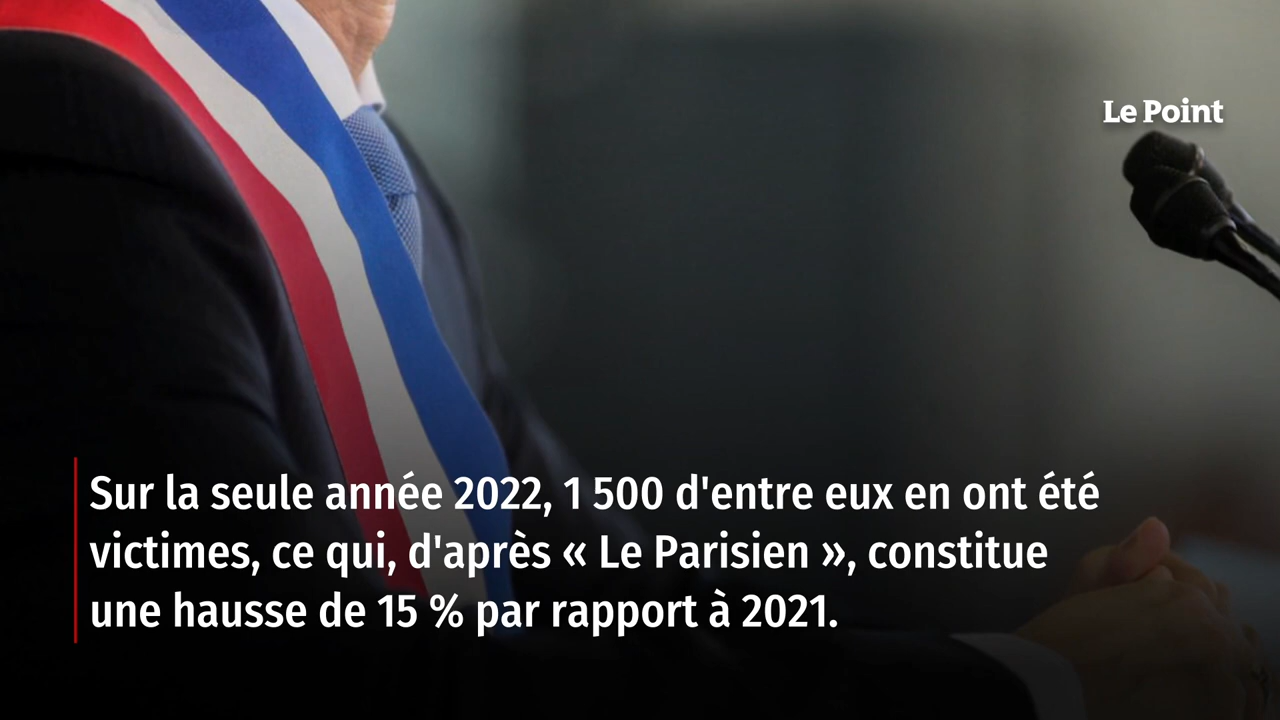 Le Point
Sur la seule année 2022, 1 500 d'entre eux en ont été
victimes, ce qui, d'après « Le Parisien », constitue
une hausse de 15 % par rapport à 2021.